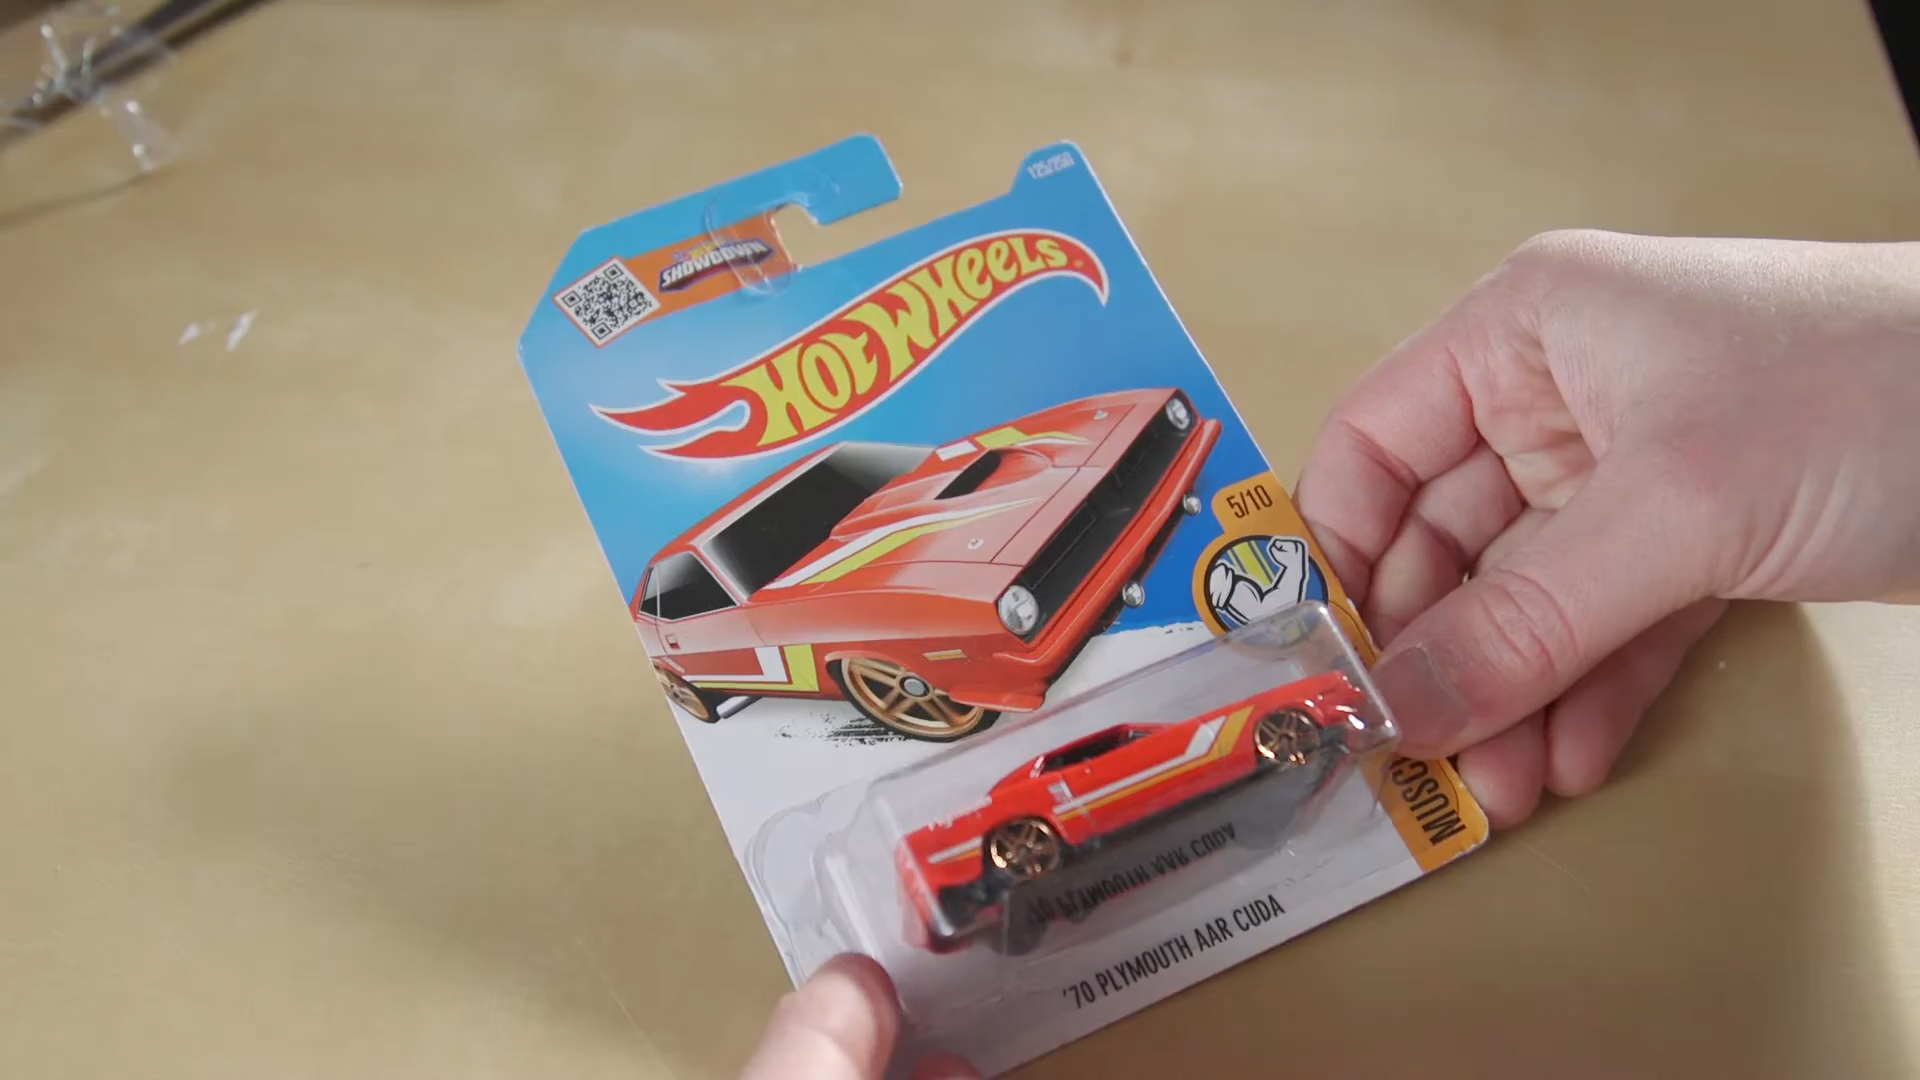 125/250
SHOWDOWN
HOT WHEELS
5/10
MUSC
'70 PLYMOUTH AAR CUDA